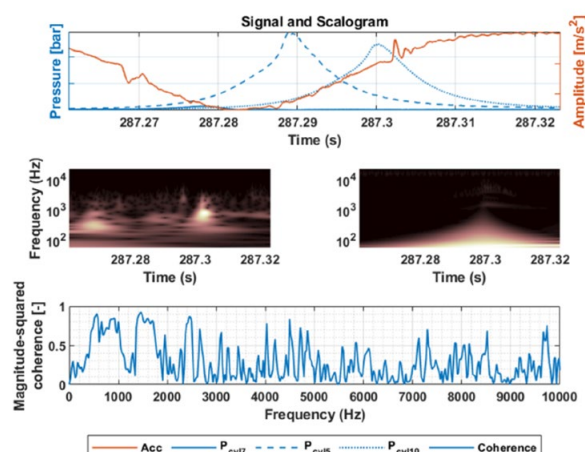 Signal and Scalogram
Pressure [bar]
Amplitude [m/s²]
287.27 287.28 287.29 287.3 287.31 287.32
Time (s)
Frequency (Hz)
10⁴
10³
10²
287.28 287.3 287.32
Time (s)
10⁴
10³
10²
287.28 287.3 287.32
Time (s)
Magnitude-squared
coherence [-]
1
0.5
0
0 1000 2000 3000 4000 5000 6000 7000 8000 9000 10000
Frequency (Hz)
Acc P cyl7 P cyl5 P cyl10 Coherence